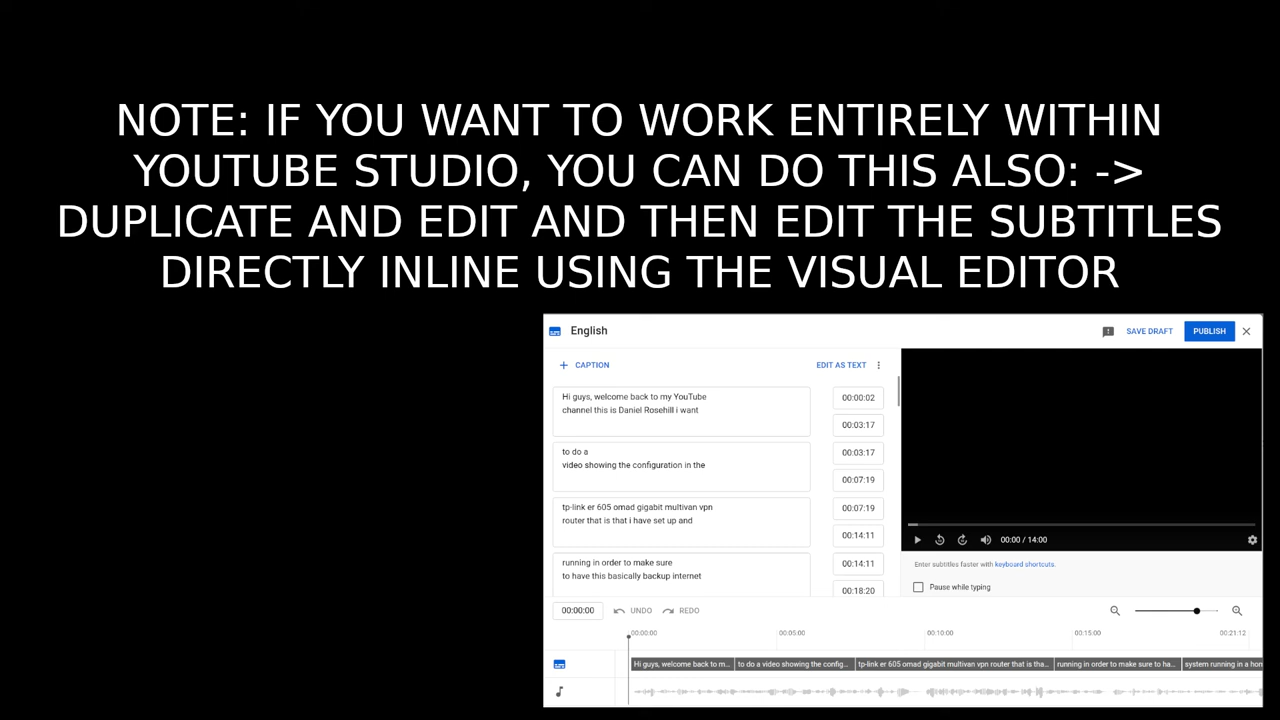 NOTE: IF YOU WANT TO WORK ENTIRELY WITHIN
YOUTUBE STUDIO, YOU CAN DO THIS ALSO: ->
DUPLICATE AND EDIT AND THEN EDIT THE SUBTITLES
DIRECTLY INLINE USING THE VISUAL EDITOR
English
SAVE DRAFT
PUBLISH
CAPTION
EDIT AS TEXT
Hi guys, welcome back to my YouTube
channel this is Daniel Rosehill i want
00:00:02
00:03:17
to do a
video showing the configuration in the
00:03:17
00:07:19
tp-link er 605 omad gigabit multivan vpn
router that is that i have set up and
00:07:19
00:14:11
running in order to make sure
to have this basically backup internet
00:14:11
00:18:20
00:00 / 14:00
Enter subtitles faster with keyboard shortcuts.
Pause while typing
00:00:00
UNDO
REDO
00:00:00
00:05:00
00:10:00
00:15:00
00:21:12
Hi guys, welcome back to m...
to do a video showing the config...
tp-link er 605 omad gigabit multivan vpn router that is tha...
running in order to make sure to ha...
system running in a hon